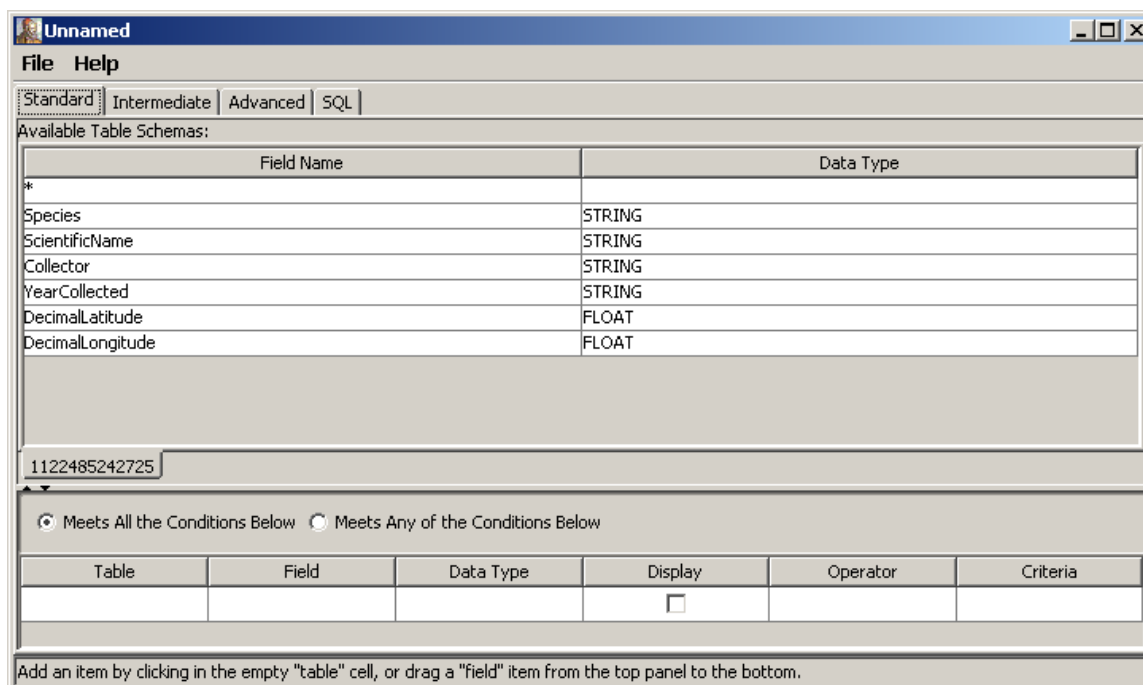 Unnamed
File Help
Standard Intermediate Advanced SQL
Available Table Schemas:
Field Name Data Type
*
Species STRING
ScientificName STRING
Collector STRING
YearCollected STRING
DecimalLatitude FLOAT
DecimalLongitude FLOAT
1122485242725
Meets All the Conditions Below Meets Any of the Conditions Below
Table Field Data Type Display Operator Criteria
Add an item by clicking in the empty "table" cell, or drag a "field" item from the top panel to the bottom.